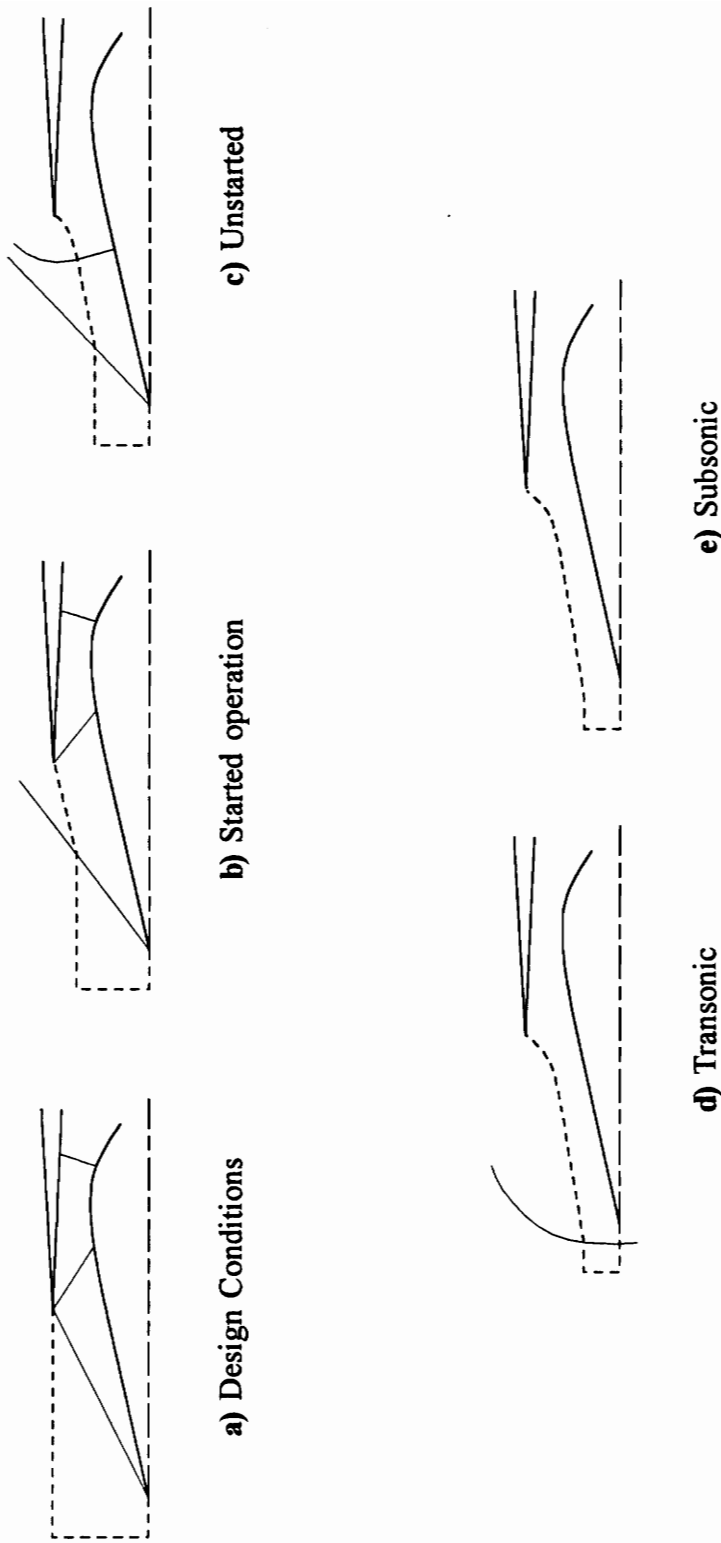 a) Design Conditions
b) Started operation
c) Unstarted
d) Transonic
e) Subsonic